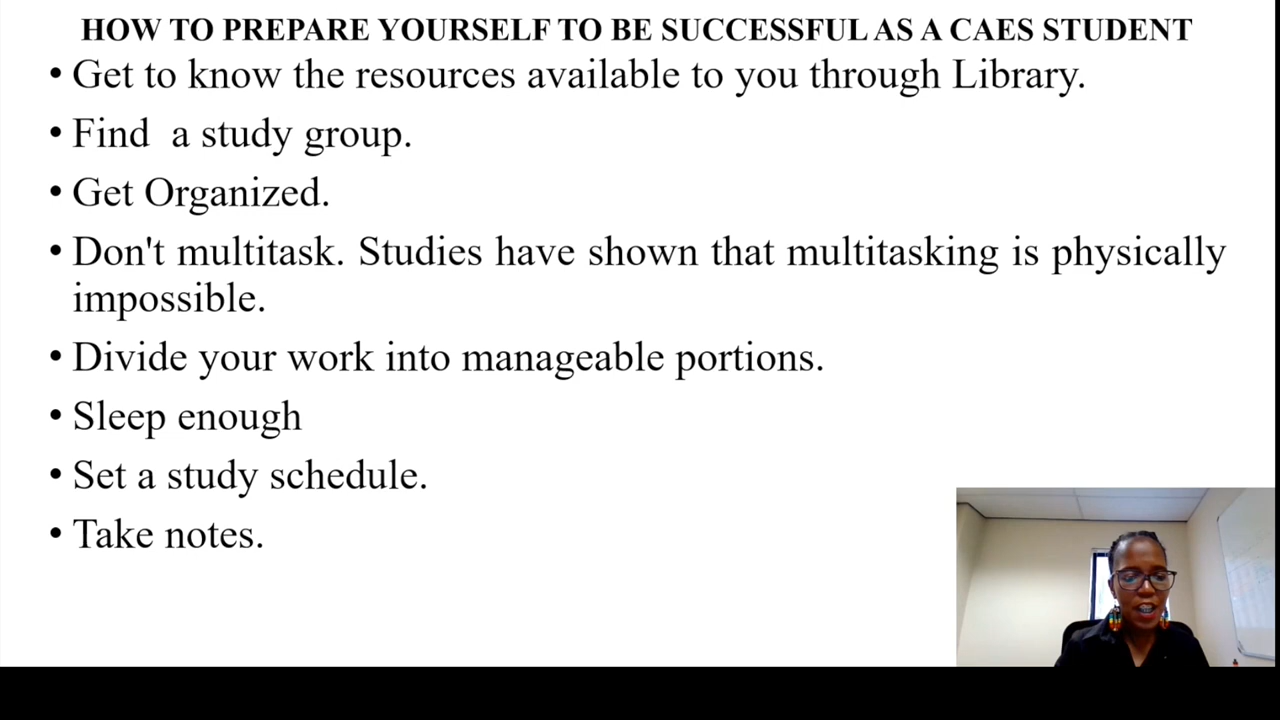 HOW TO PREPARE YOURSELF TO BE SUCCESSFUL AS A CAES STUDENT
• Get to know the resources available to you through Library.
• Find  a study group.
• Get Organized.
• Don't multitask. Studies have shown that multitasking is physically
impossible.
• Divide your work into manageable portions.
• Sleep enough
• Set a study schedule.
• Take notes.